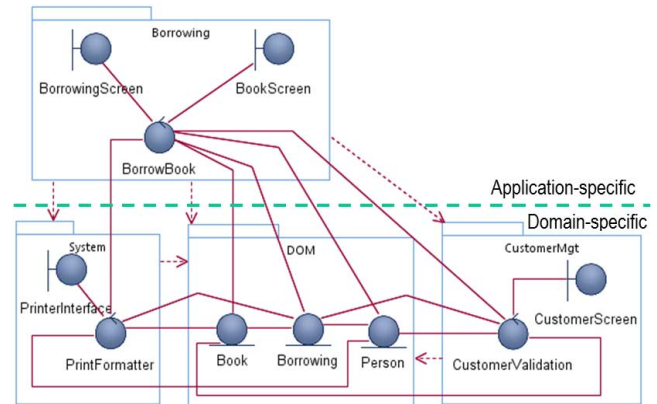 Borrowing
BorrowingScreen
BookScreen
BorrowBook
Application-specific
Domain-specific
System
DOM
CustomerMgt
PrinterInterface
CustomerScreen
PrintFormatter
Book
Borrowing
Person
CustomerValidation